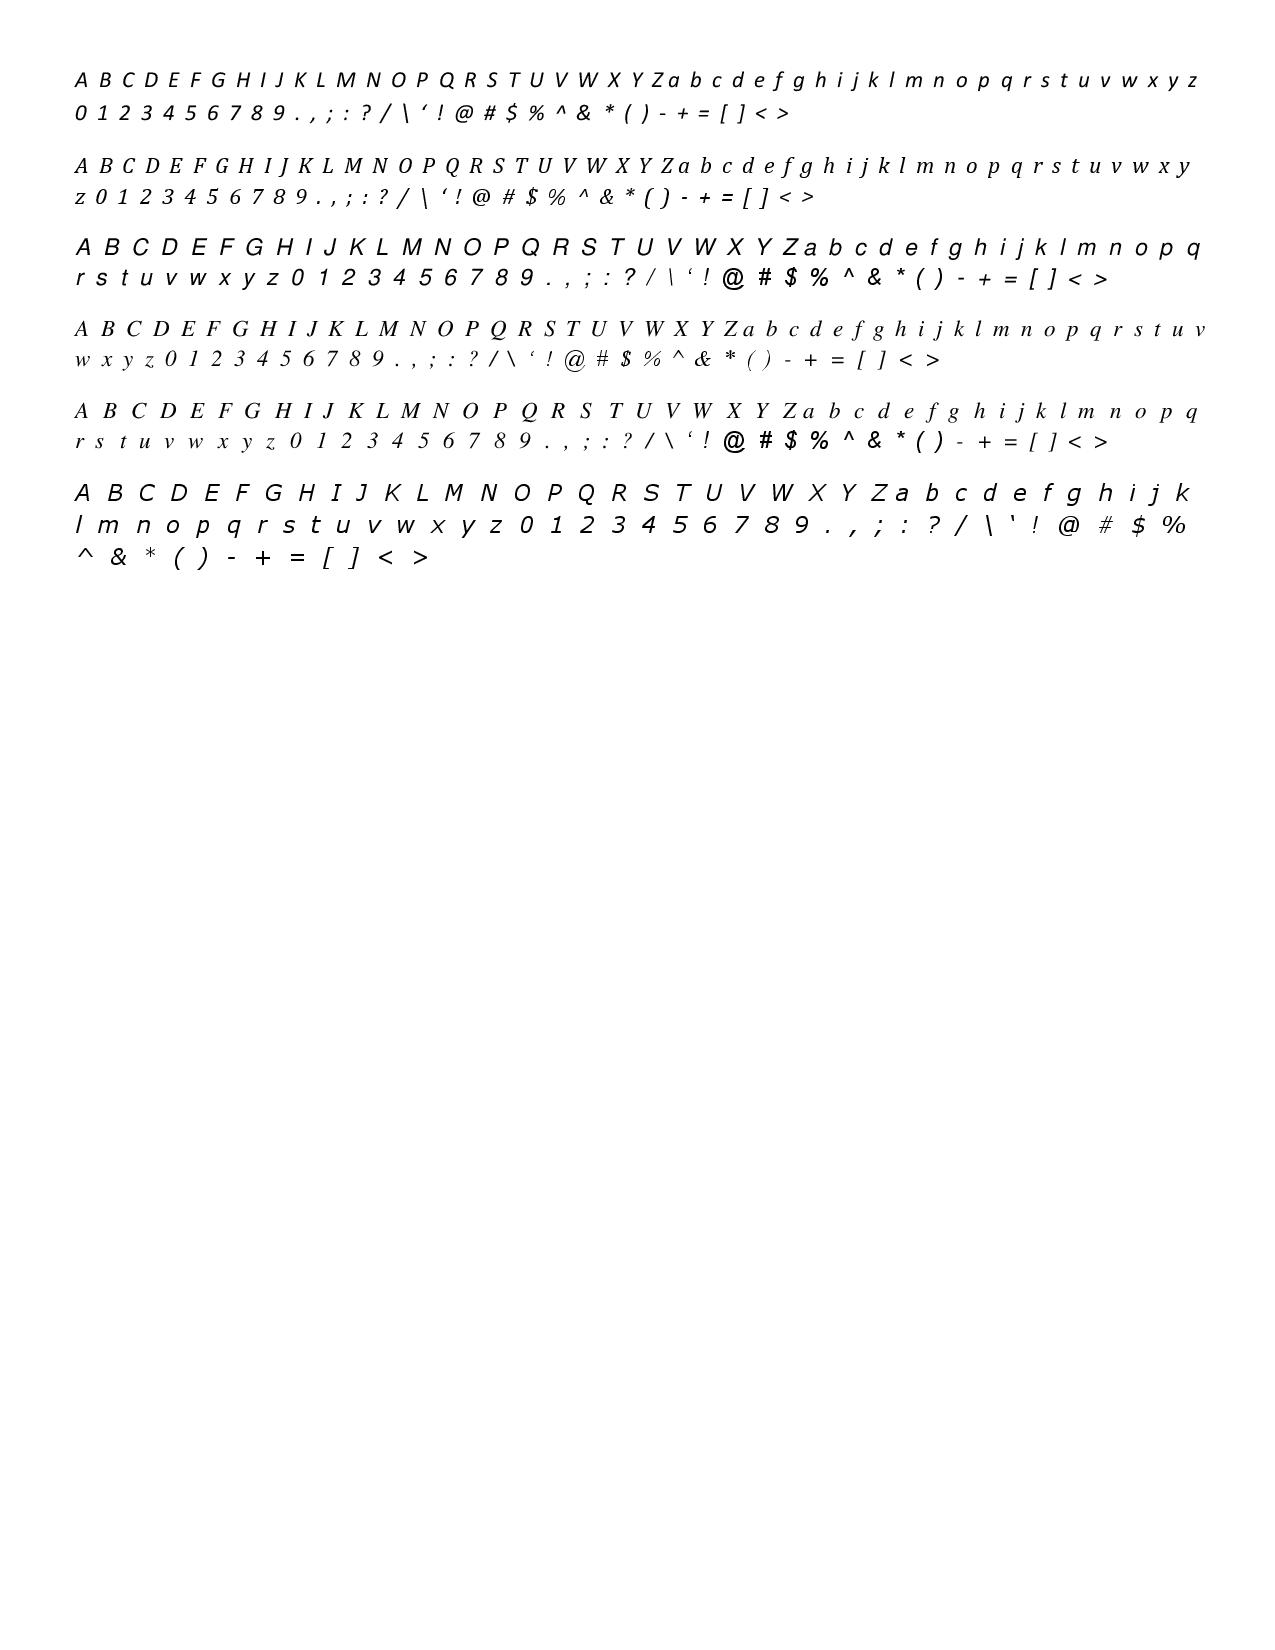 A B C D E F G H I J K L M N O P Q R S T U V W X Y Z a b c d e f g h i j k l m n o p q r s t u v w x y z
0 1 2 3 4 5 6 7 8 9 . , ; : ? / \ ‘ ! @ # $ % ^ & * ( ) - + = [ ] < >
A B C D E F G H I J K L M N O P Q R S T U V W X Y Z a b c d e f g h i j k l m n o p q r s t u v w x y
z 0 1 2 3 4 5 6 7 8 9 . , ; : ? / \ ‘ ! @ # $ % ^ & * ( ) - + = [ ] < >
A B C D E F G H I J K L M N O P Q R S T U V W X Y Z a b c d e f g h i j k l m n o p q
r s t u v w x y z 0 1 2 3 4 5 6 7 8 9 . , ; : ? / \ ‘ ! @ # $ % ^ & * ( ) - + = [ ] < >
A B C D E F G H I J K L M N O P Q R S T U V W X Y Z a b c d e f g h i j k l m n o p q r s t u v
w x y z 0 1 2 3 4 5 6 7 8 9 . , ; : ? / \ ‘ ! @ # $ % ^ & * ( ) - + = [ ] < >
A B C D E F G H I J K L M N O P Q R S T U V W X Y Z a b c d e f g h i j k l m n o p q
r s t u v w x y z 0 1 2 3 4 5 6 7 8 9 . , ; : ? / \ ‘ ! @ # $ % ^ & * ( ) - + = [ ] < >
A B C D E F G H I J K L M N O P Q R S T U V W X Y Z a b c d e f g h i j k
l m n o p q r s t u v w x y z 0 1 2 3 4 5 6 7 8 9 . , ; : ? / \ ‘ ! @ # $ %
^ & * ( ) - + = [ ] < >